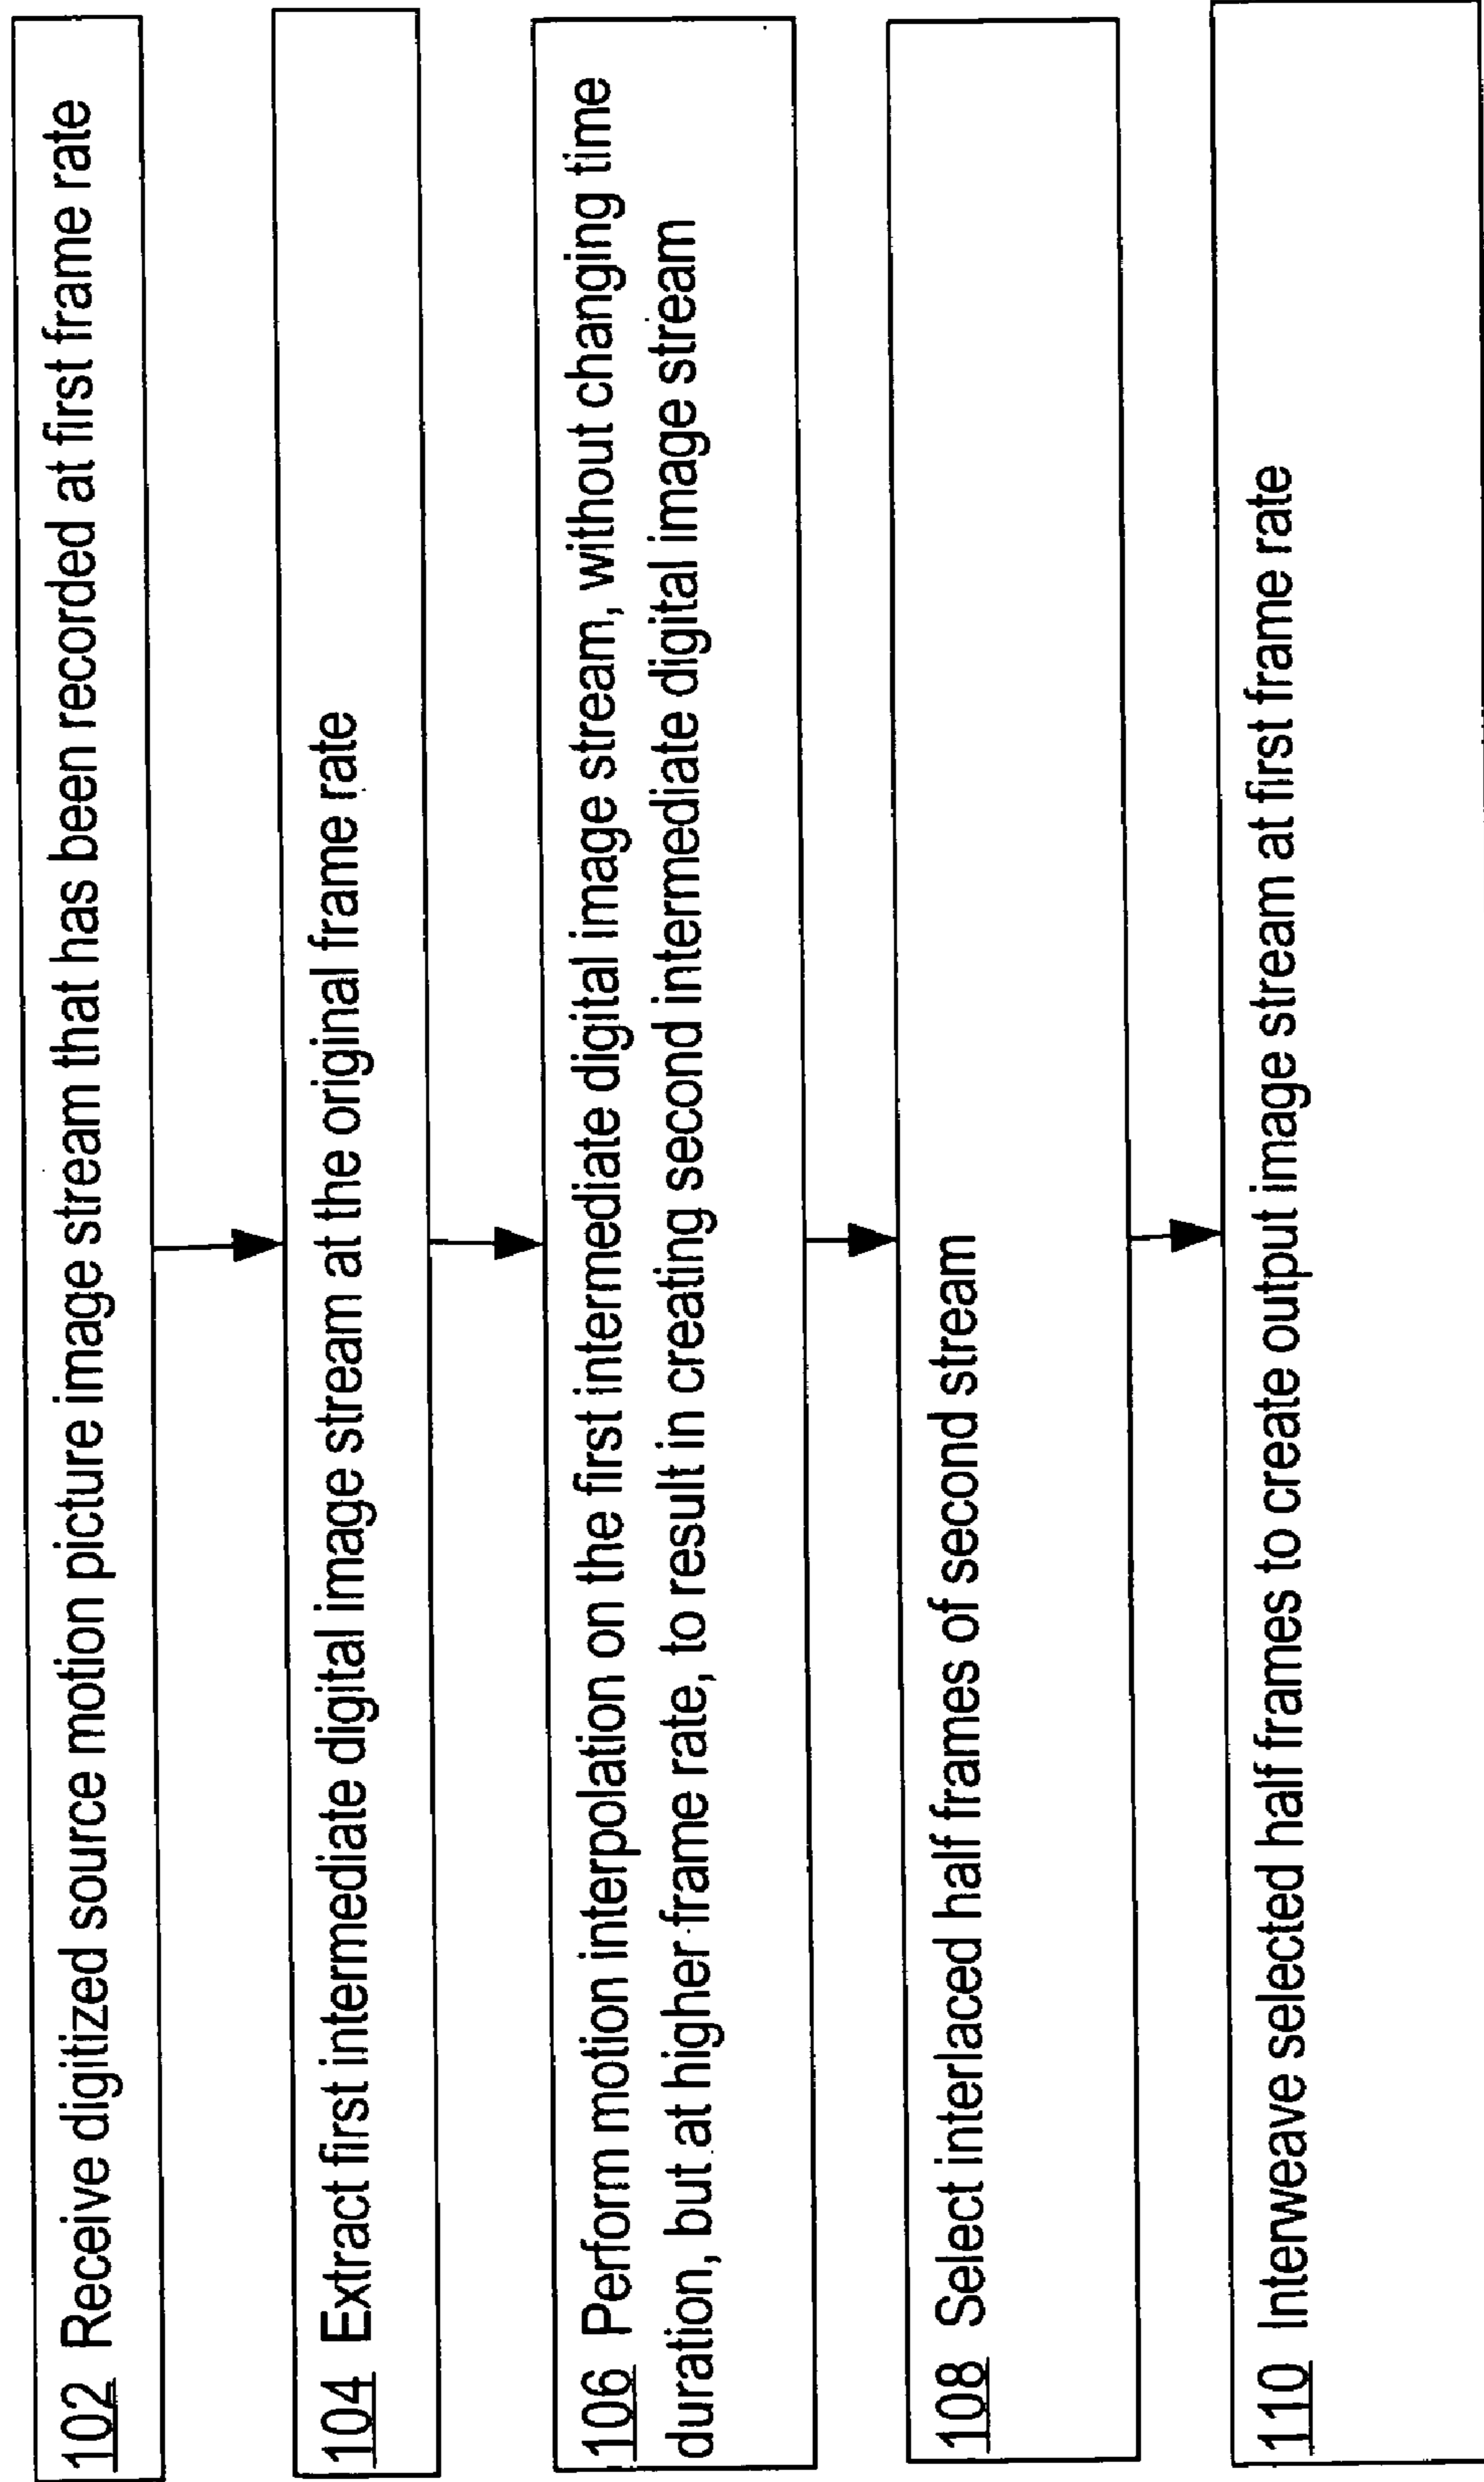 102 Receive digitized source motion picture image stream that has been recorded at first frame rate
104 Extract first intermediate digital image stream at the original frame rate
106 Perform motion interpolation on the first intermediate digital image stream, without changing time
duration, but at higher frame rate, to result in creating second intermediate digital image stream
108 Select interlaced half frames of second stream
110 Interweave selected half frames to create output image stream at first frame rate